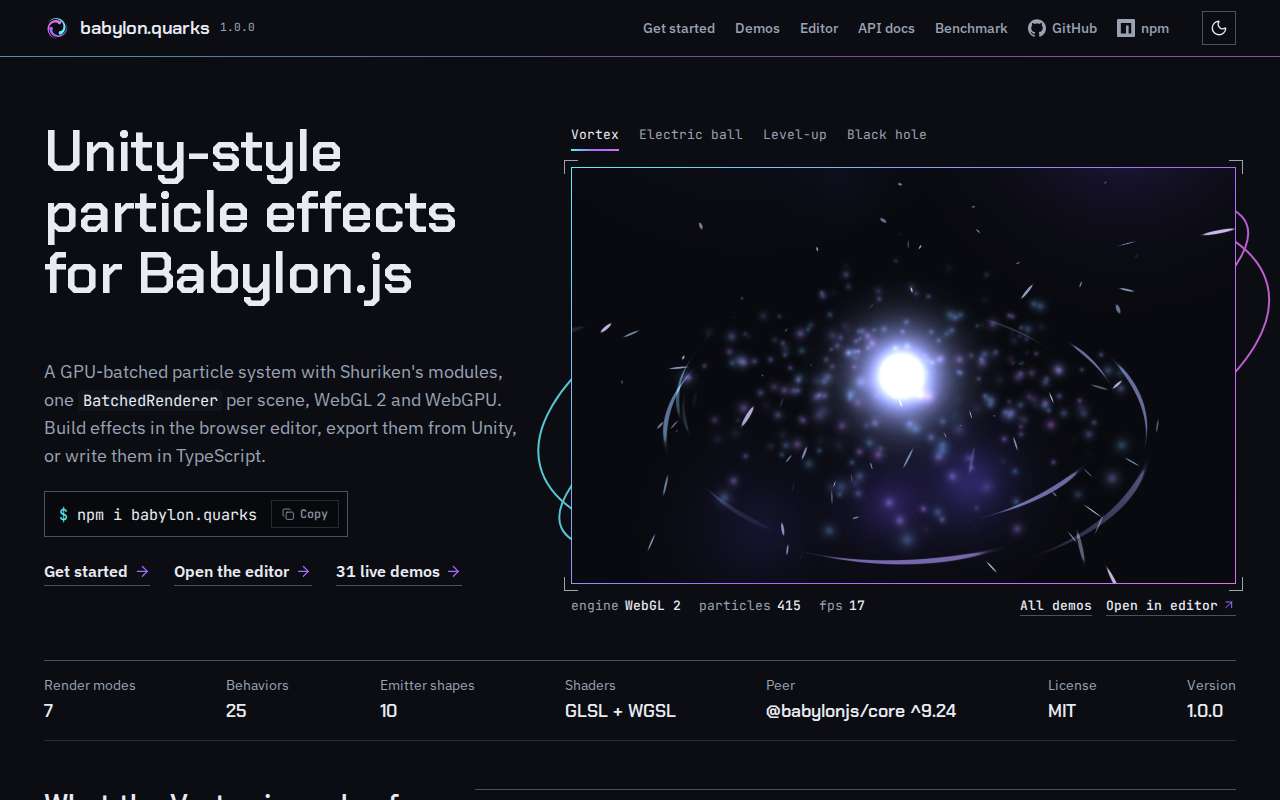 babylon.quarks 1.0.0
Get started Demos Editor API docs Benchmark GitHub npm
Unity-style
particle effects
for Babylon.js
A GPU-batched particle system with Shuriken's modules,
one BatchedRenderer per scene, WebGL 2 and WebGPU.
Build effects in the browser editor, export them from Unity,
or write them in TypeScript.
$ npm i babylon.quarks Copy
Get started → Open the editor → 31 live demos →
Vortex Electric ball Level-up Black hole
engine WebGL 2 particles 415 fps 17
All demos Open in editor ↗
Render modes Behaviors Emitter shapes Shaders Peer License Version
7 25 10 GLSL + WGSL @babylonjs/core ^9.24 MIT 1.0.0